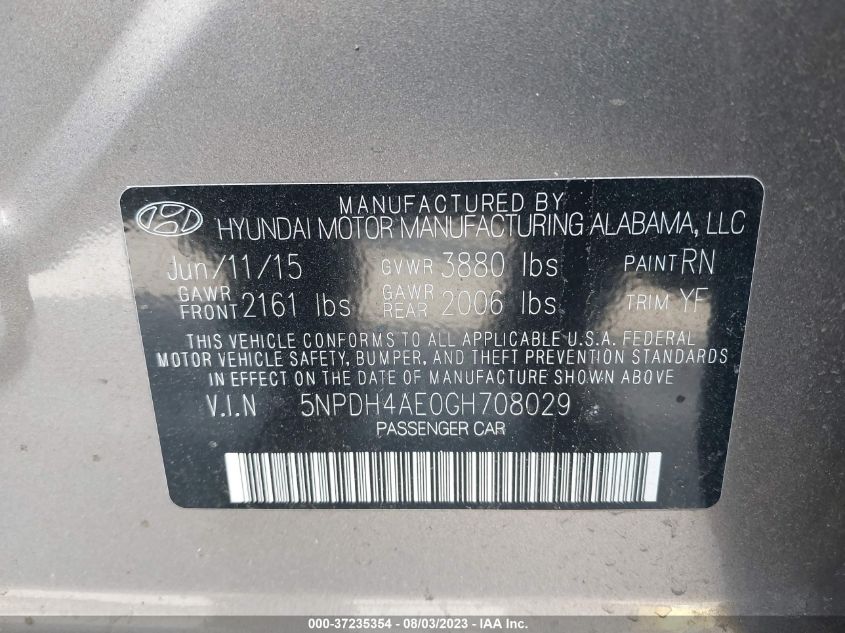 MANUFACTURED BY
HYUNDAI MOTOR MANUFACTURING ALABAMA, LLC
Jun/11/15 GVWR 3880 lbs PAINT RN
GAWR FRONT 2161 lbs GAWR REAR 2006 lbs TRIM YF
THIS VEHICLE CONFORMS TO ALL APPLICABLE U.S.A. FEDERAL
MOTOR VEHICLE SAFETY, BUMPER, AND THEFT PREVENTION STANDARDS
IN EFFECT ON THE DATE OF MANUFACTURE SHOWN ABOVE
V.I.N 5NPDH4AE0GH708029
PASSENGER CAR
000-37235354 - 08/03/2023 - © IAA, Inc.